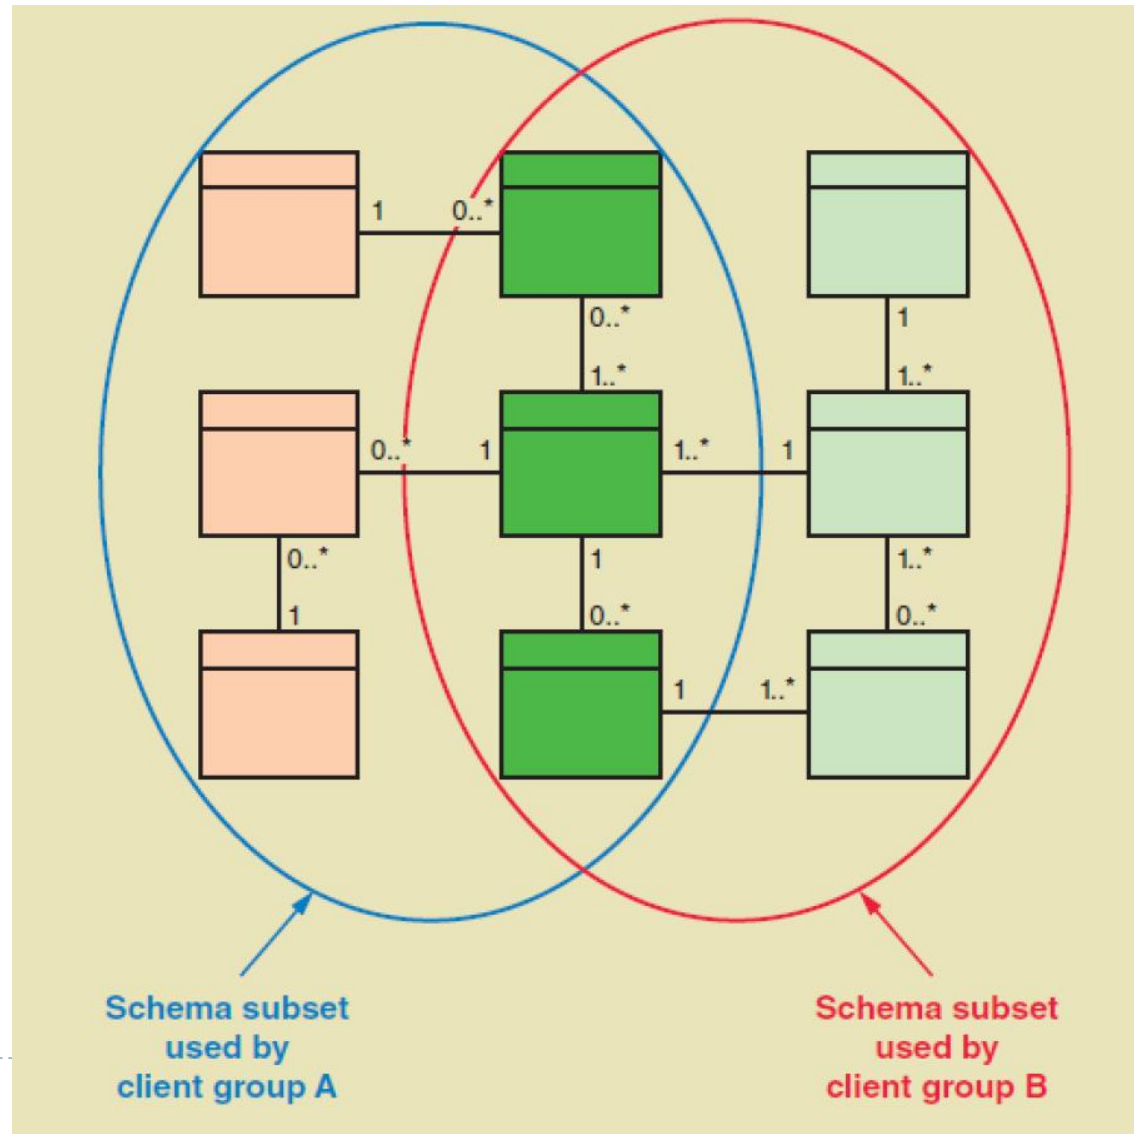 1 0..*
0..*
1
1..* 1..*
0..* 1 1..* 1
0..* 1 1..*
1 0..* 0..*
1 1..*
Schema subset
used by
client group A
Schema subset
used by
client group B